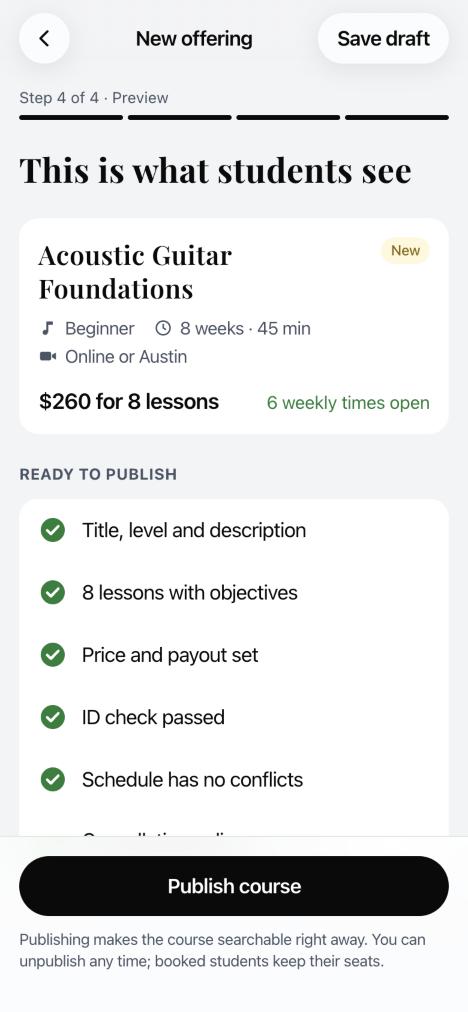 New offering
Save draft
Step 4 of 4 · Preview
This is what students see
Acoustic Guitar
Foundations
New
Beginner
8 weeks · 45 min
Online or Austin
$260 for 8 lessons
6 weekly times open
READY TO PUBLISH
Title, level and description
8 lessons with objectives
Price and payout set
ID check passed
Schedule has no conflicts
Publish course
Publishing makes the course searchable right away. You can
unpublish any time; booked students keep their seats.